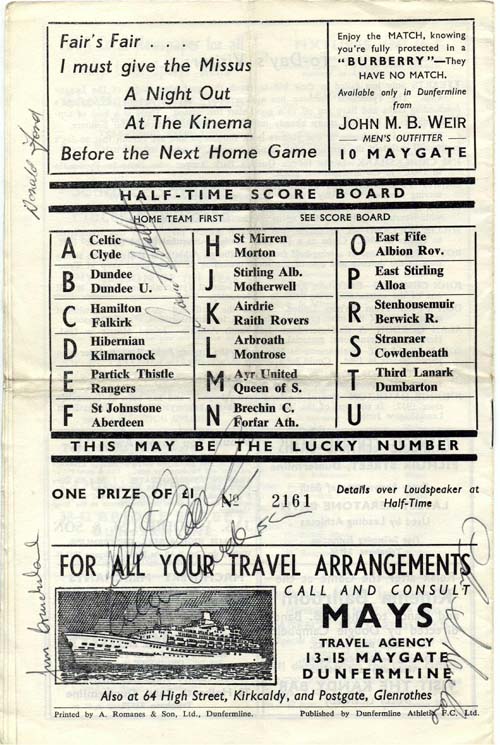 Fair's Fair . . .
I must give the Missus
A Night Out
At The Kinema
Before the Next Home Game
Enjoy the MATCH, knowing
you're fully protected in a
"BURBERRY"—They
HAVE NO MATCH.
Available only in Dunfermline
from
JOHN M. B. WEIR
— MEN'S OUTFITTER —
10 MAYGATE
Donald Ford
HALF-TIME SCORE BOARD
HOME TEAM FIRST SEE SCORE BOARD
A Celtic
Clyde
B Dundee
Dundee U.
C Hamilton
Falkirk
D Hibernian
Kilmarnock
E Partick Thistle
Rangers
F St Johnstone
Aberdeen
H St Mirren
Morton
J Stirling Alb.
Motherwell
K Airdrie
Raith Rovers
L Arbroath
Montrose
M Ayr United
Queen of S.
N Brechin C.
Forfar Ath.
O East Fife
Albion Rov.
P East Stirling
Alloa
R Stenhousemuir
Berwick R.
S Stranraer
Cowdenbeath
T Third Lanark
Dumbarton
U
THIS MAY BE THE LUCKY NUMBER
ONE PRIZE OF £1 No 2161 Details over Loudspeaker at
Half-Time
FOR ALL YOUR TRAVEL ARRANGEMENTS
CALL AND CONSULT
MAYS
TRAVEL AGENCY
13-15 MAYGATE
DUNFERMLINE
Also at 64 High Street, Kirkcaldy, and Postgate, Glenrothes
Printed by A. Romanes & Son, Ltd., Dunfermline. Published by Dunfermline Athletic F.C. Ltd.